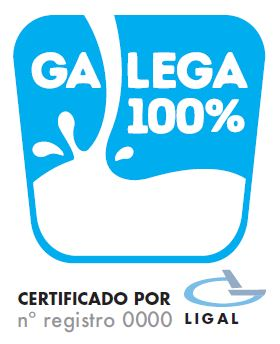 GALEGA
100%
CERTIFICADO POR
nº registro 0000
LIGAL